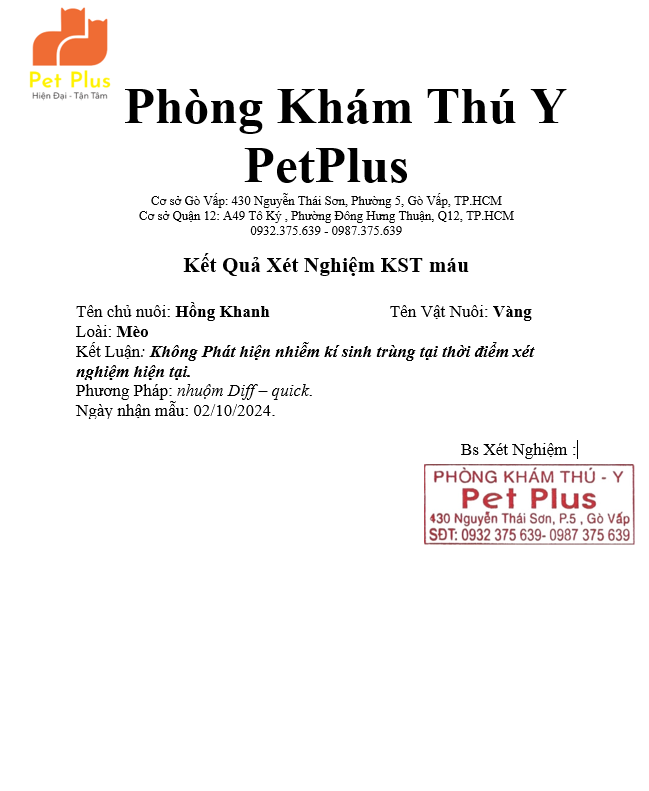 Pet Plus
Hiện Đại - Tận Tâm
Phòng Khám Thú Y
PetPlus
Cơ sở Gò Vấp: 430 Nguyễn Thái Sơn, Phường 5, Gò Vấp, TP.HCM
Cơ sở Quận 12: A49 Tô Ký , Phường Đông Hưng Thuận, Q12, TP.HCM
0932.375.639 - 0987.375.639
Kết Quả Xét Nghiệm KST máu
Tên chủ nuôi: Hồng Khanh Tên Vật Nuôi: Vàng
Loài: Mèo
Kết Luận: Không Phát hiện nhiễm kí sinh trùng tại thời điểm xét
nghiệm hiện tại.
Phương Pháp: nhuộm Diff – quick.
Ngày nhận mẫu: 02/10/2024.
Bs Xét Nghiệm :
PHÒNG KHÁM THÚ - Y
Pet Plus
430 Nguyễn Thái Sơn, P.5 , Gò Vấp
SĐT: 0932 375 639- 0987 375 639